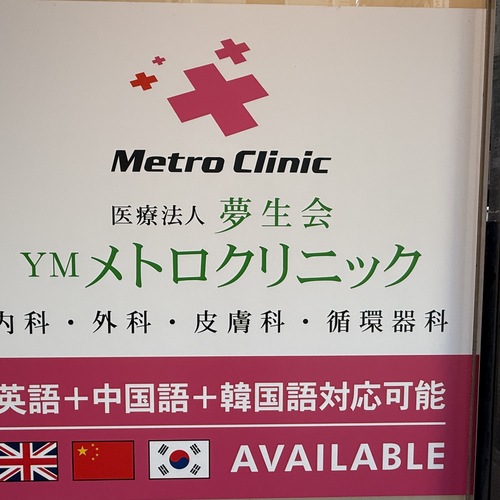 Metro Clinic
医療法人 夢生会
YMメトロクリニック
内科・外科・皮膚科・循環器科
英語＋中国語＋韓国語対応可能
AVAILABLE